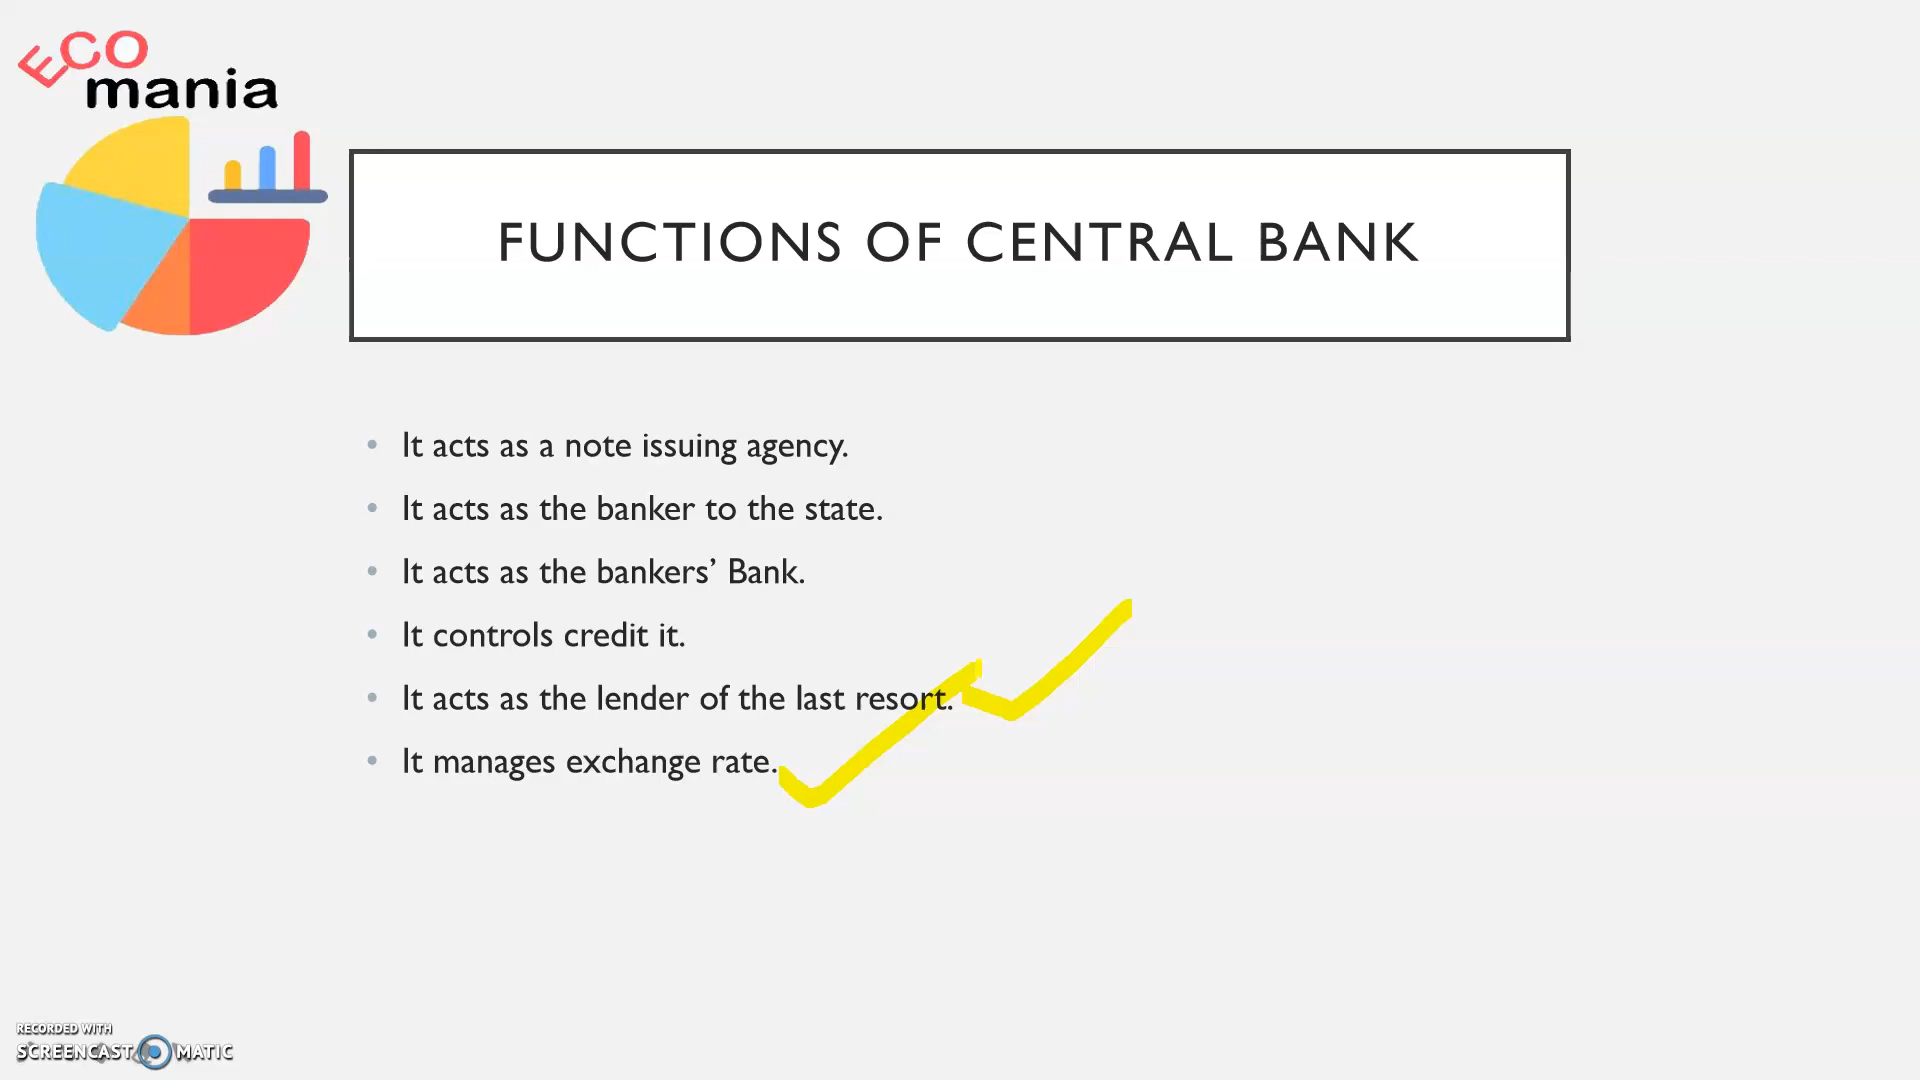 ECO
mania
FUNCTIONS OF CENTRAL BANK
• It acts as a note issuing agency.
• It acts as the banker to the state.
• It acts as the bankers’ Bank.
• It controls credit it.
• It acts as the lender of the last resort.
• It manages exchange rate.
RECORDED WITH
SCREENCAST MATIC